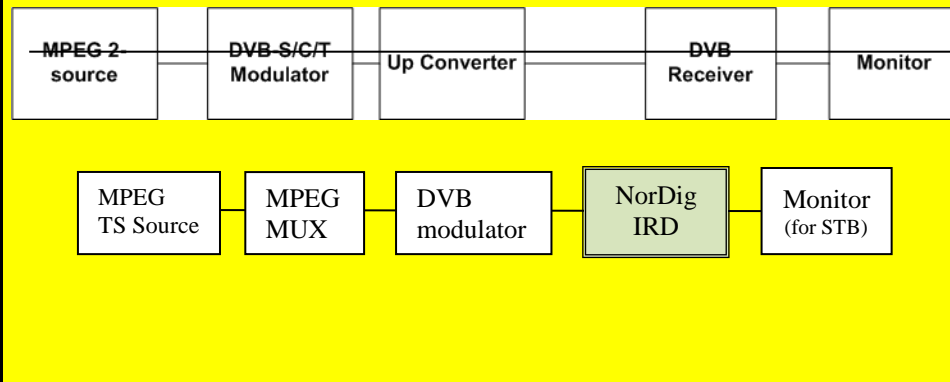 MPEG 2-
source
DVB-S/C/T
Modulator
Up Converter
DVB
Receiver
Monitor
MPEG
TS Source
MPEG
MUX
DVB
modulator
NorDig
IRD
Monitor
(for STB)